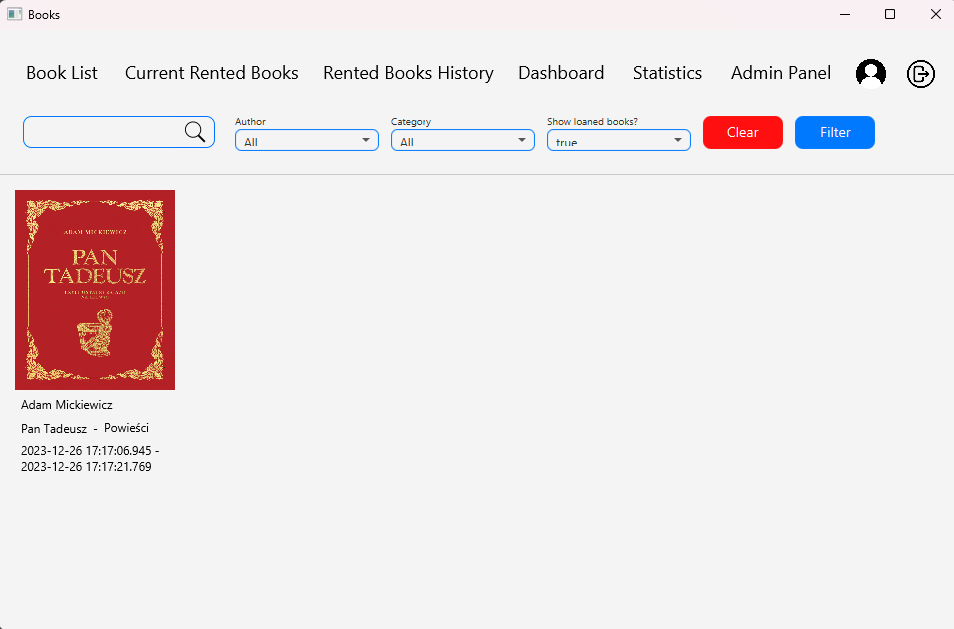 Books
Book List Current Rented Books Rented Books History Dashboard Statistics Admin Panel
Author Category Show loaned books?
All All true Clear Filter
ADAM MICKIEWICZ
PAN
TADEUSZ
Adam Mickiewicz
Pan Tadeusz - Powieści
2023-12-26 17:17:06.945 -
2023-12-26 17:17:21.769